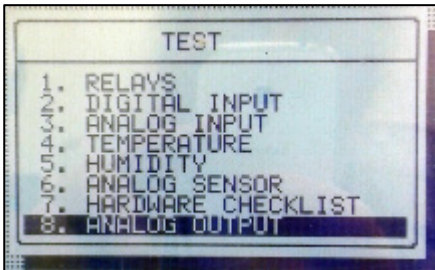 TEST
1. RELAYS
2. DIGITAL INPUT
3. ANALOG INPUT
4. TEMPERATURE
5. HUMIDITY
6. ANALOG SENSOR
7. HARDWARE CHECKLIST
8. ANALOG OUTPUT